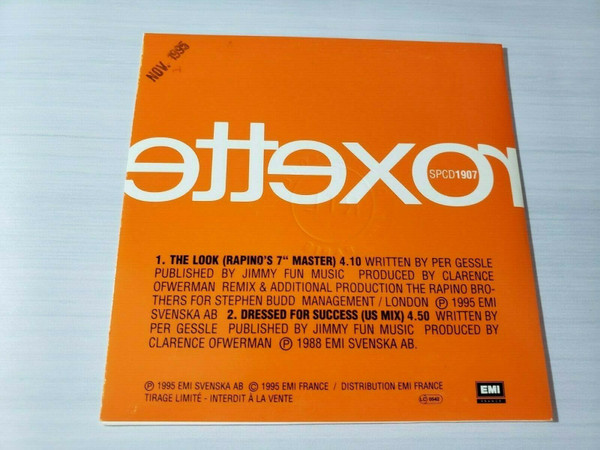 NOV. 1995
ettexor
SPCD1907
1. THE LOOK (RAPINO'S 7" MASTER) 4.10 WRITTEN BY PER GESSLE
PUBLISHED BY JIMMY FUN MUSIC PRODUCED BY CLARENCE
OFWERMAN REMIX & ADDITIONAL PRODUCTION THE RAPINO BRO-
THERS FOR STEPHEN BUDD MANAGEMENT / LONDON ℗ 1995 EMI
SVENSKA AB 2. DRESSED FOR SUCCESS (US MIX) 4.50 WRITTEN BY
PER GESSLE PUBLISHED BY JIMMY FUN MUSIC PRODUCED BY
CLARENCE OFWERMAN ℗ 1988 EMI SVENSKA AB.
℗ 1995 EMI SVENSKA AB © 1995 EMI FRANCE / DISTRIBUTION EMI FRANCE
TIRAGE LIMITÉ - INTERDIT À LA VENTE
LC
EMI
FRANCE